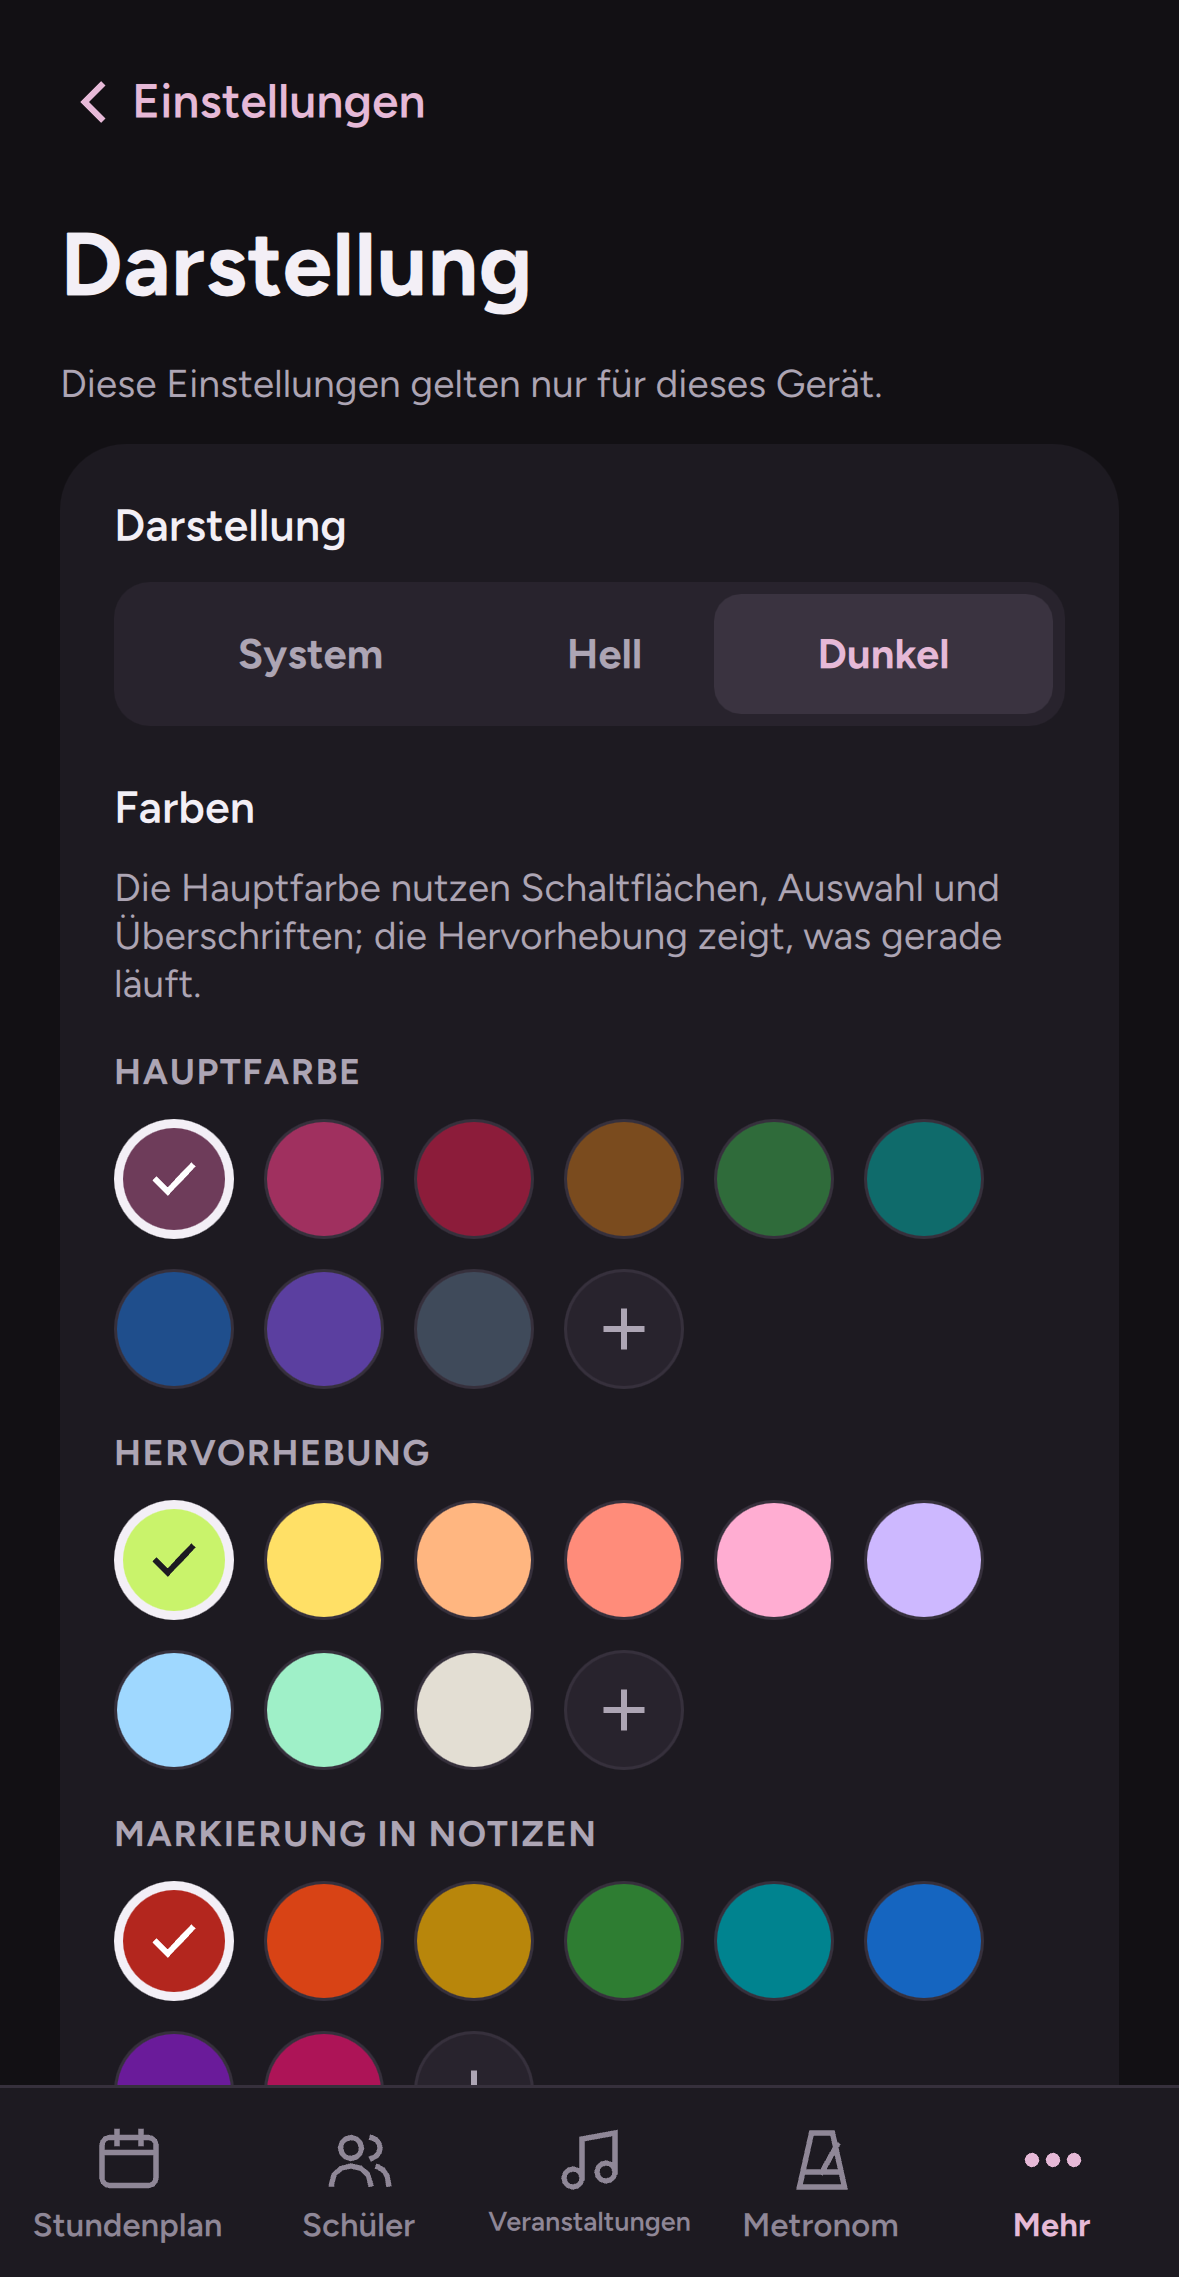 Einstellungen
Darstellung
Diese Einstellungen gelten nur für dieses Gerät.
Darstellung
System Hell Dunkel
Farben
Die Hauptfarbe nutzen Schaltflächen, Auswahl und
Überschriften; die Hervorhebung zeigt, was gerade
läuft.
HAUPTFARBE
HERVORHEBUNG
MARKIERUNG IN NOTIZEN
Stundenplan Schüler Veranstaltungen Metronom Mehr